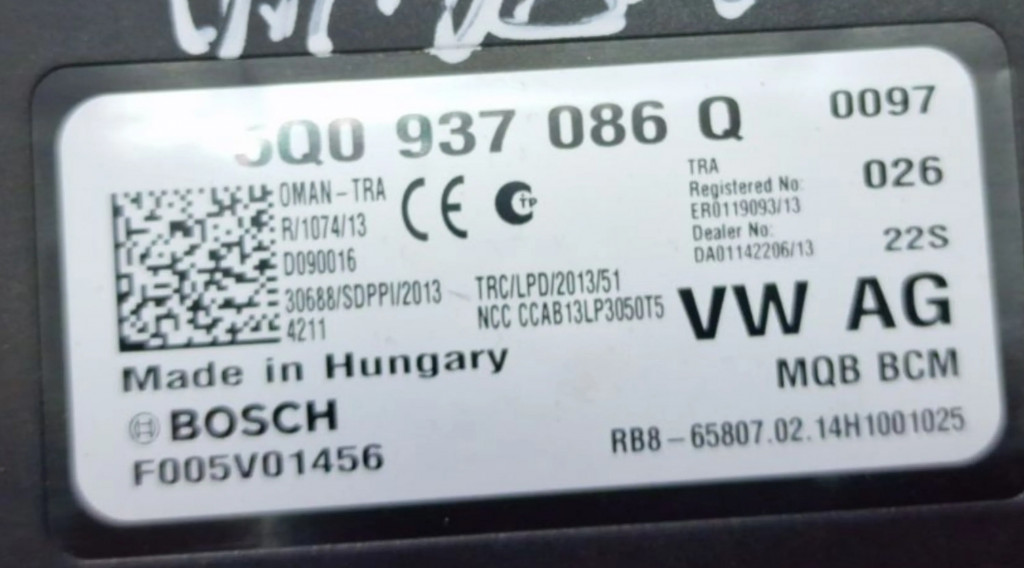 5Q0 937 086 Q 0097
OMAN-TRA
R/1074/13
D090016
30688/SDPPI/2013
4211
CE
TP
TRC/LPD/2013/51
NCC CCAB13LP3050T5
TRA
Registered No:
ER0119093/13
Dealer No:
DA01142206/13
026
22S
VW AG
MQB BCM
Made in Hungary
BOSCH
F005V01456
RB8-65807.02.14H1001025